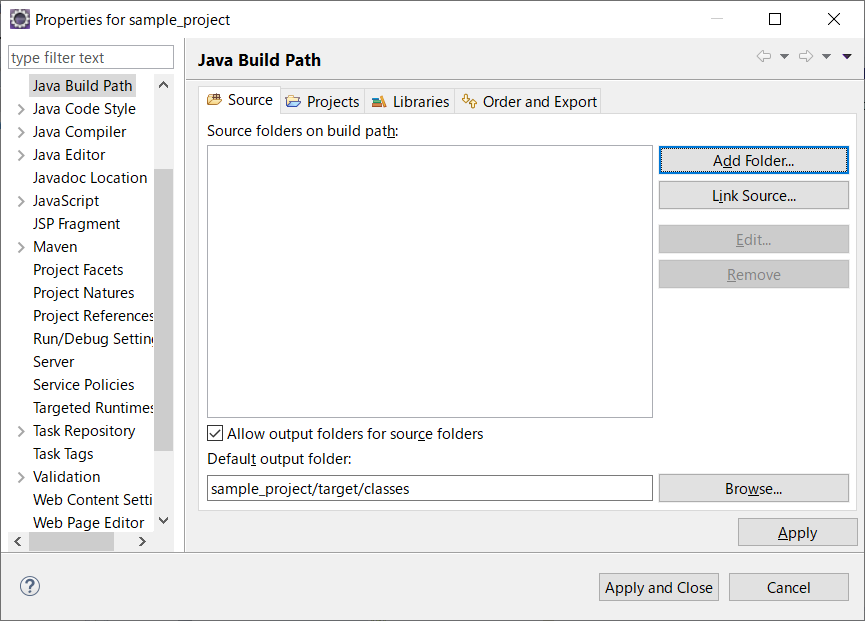 Properties for sample_project
type filter text
Java Build Path
Java Code Style
Java Compiler
Java Editor
Javadoc Location
JavaScript
JSP Fragment
Maven
Project Facets
Project Natures
Project References
Run/Debug Setting
Server
Service Policies
Targeted Runtimes
Task Repository
Task Tags
Validation
Web Content Setti
Web Page Editor
Java Build Path
Source
Projects
Libraries
Order and Export
Source folders on build path:
Add Folder...
Link Source...
Edit...
Remove
Allow output folders for source folders
Default output folder:
sample_project/target/classes
Browse...
Apply
?
Apply and Close
Cancel